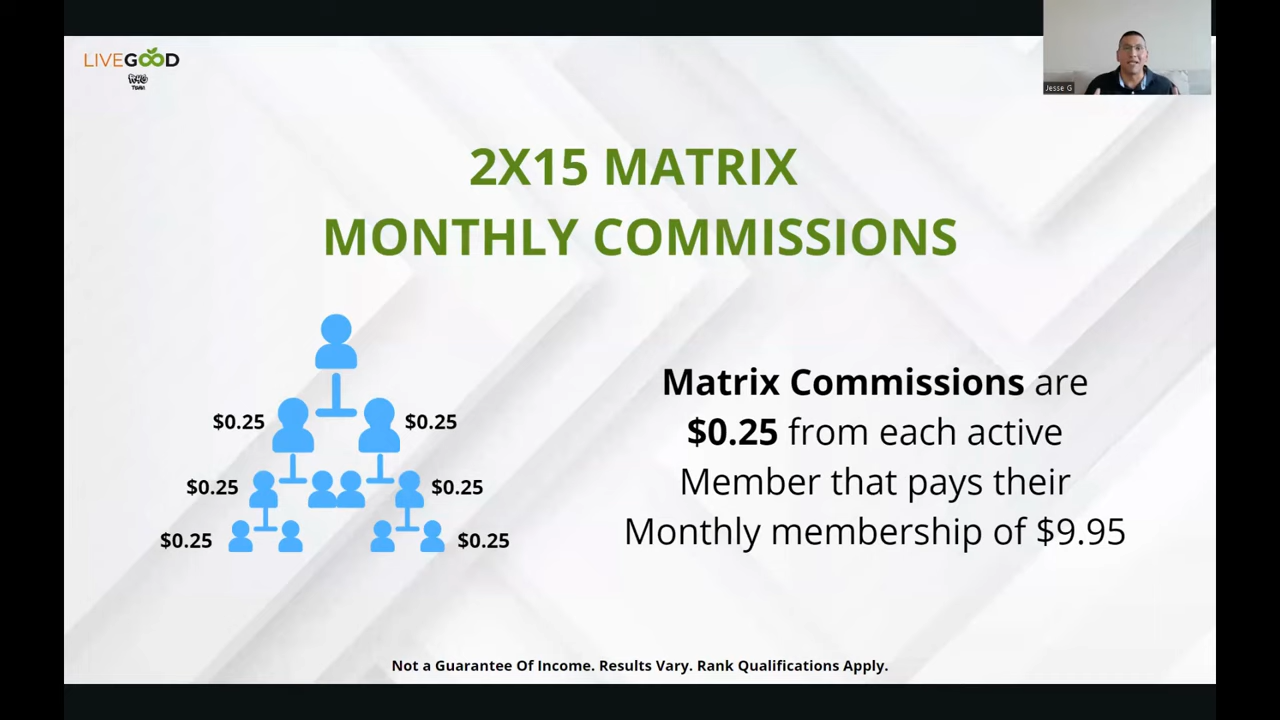 LIVEGOOD
TEAM
Jesse G
2X15 MATRIX
MONTHLY COMMISSIONS
$0.25 $0.25
$0.25 $0.25
$0.25 $0.25
Matrix Commissions are
$0.25 from each active
Member that pays their
Monthly membership of $9.95
Not a Guarantee Of Income. Results Vary. Rank Qualifications Apply.